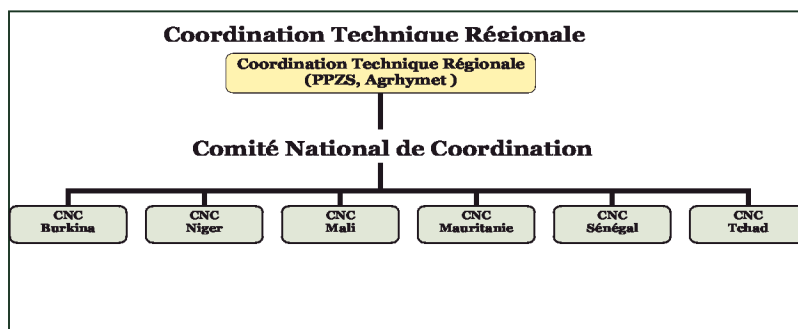 Coordination Technique Régionale
Coordination Technique Régionale
(PPZS, Agrhymet )
Comité National de Coordination
CNC
Burkina
CNC
Niger
CNC
Mali
CNC
Mauritanie
CNC
Sénégal
CNC
Tchad